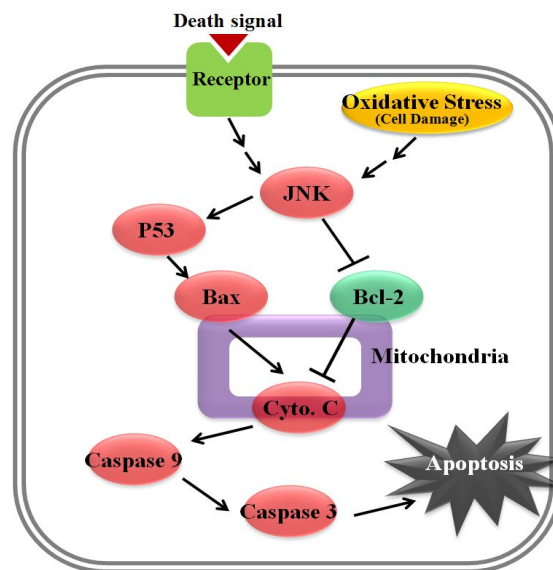 Death signal
Receptor
Oxidative Stress
(Cell Damage)
JNK
P53
Bax
Bcl-2
Mitochondria
Cyto. C
Caspase 9
Apoptosis
Caspase 3